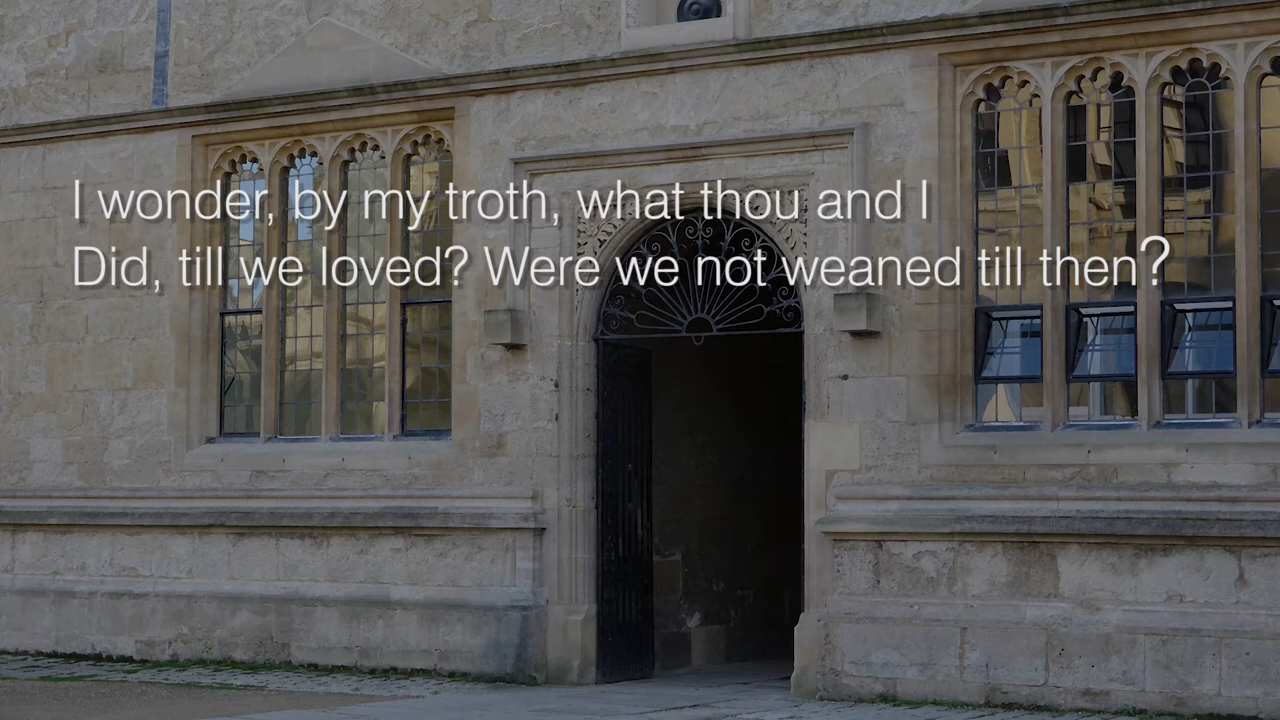 I wonder, by my troth, what thou and I
Did, till we loved? Were we not weaned till then?